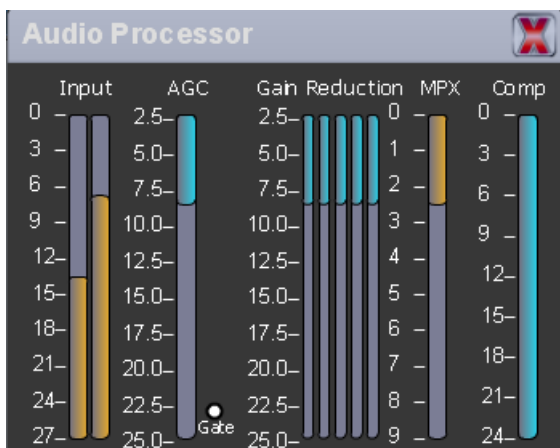 Audio Processor X
Input AGC Gain Reduction MPX Comp
0 2.5 2.5 0 0
3 5.0 5.0 1 3
6 7.5 7.5 2 6
9 10.0 10.0 3 9
12 12.5 12.5 4 12
15 15.0 15.0 5 15
18 17.5 17.5 6 18
21 20.0 20.0 7 21
24 22.5 22.5 8
Gate
27 25.0 25.0 9 24